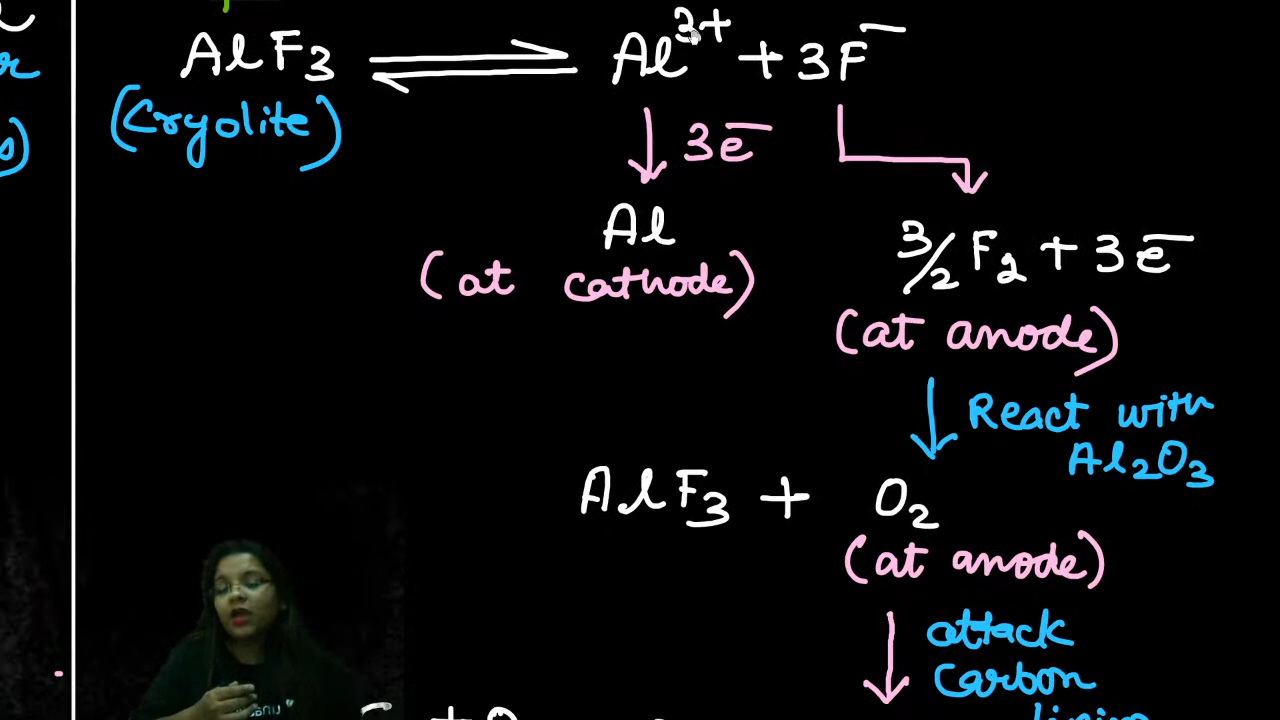 AlF3 ⇌ Al³⁺ + 3F⁻
(Cryolite)
3e⁻
Al
(at cathode)
3/2 F2 + 3e⁻
(at anode)
React with
Al2O3
AlF3 + O2
(at anode)
attack
carbon